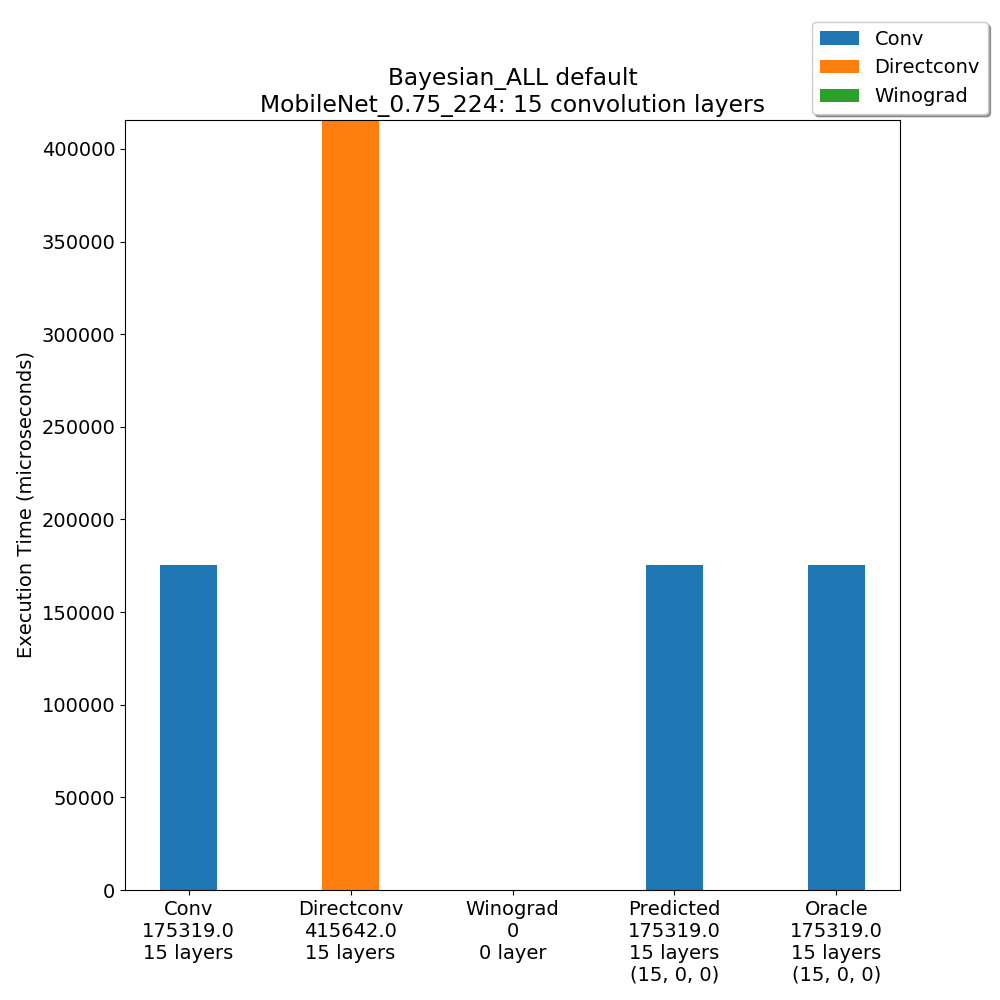 Conv
Directconv
Winograd
Bayesian_ALL default
MobileNet_0.75_224: 15 convolution layers
Execution Time (microseconds)
400000
350000
300000
250000
200000
150000
100000
50000
0
Conv
175319.0
15 layers
Directconv
415642.0
15 layers
Winograd
0
0 layer
Predicted
175319.0
15 layers
(15, 0, 0)
Oracle
175319.0
15 layers
(15, 0, 0)